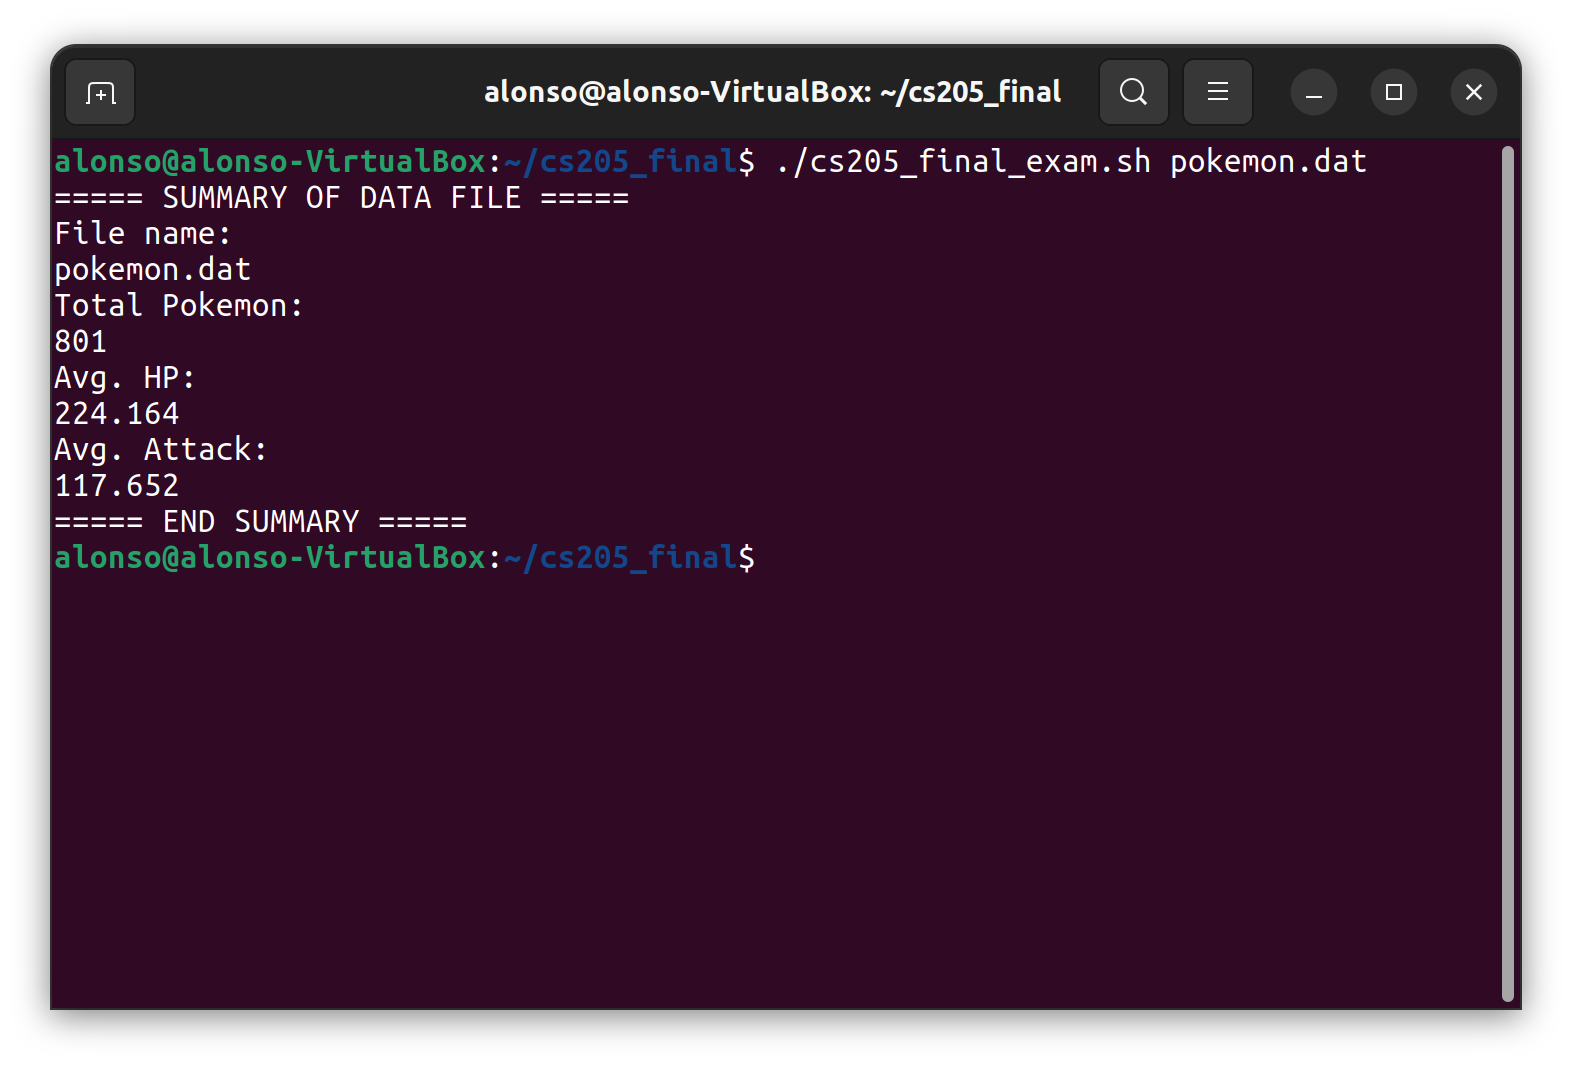 alonso@alonso-VirtualBox: ~/cs205_final
alonso@alonso-VirtualBox:~/cs205_final$ ./cs205_final_exam.sh pokemon.dat
===== SUMMARY OF DATA FILE =====
File name:
pokemon.dat
Total Pokemon:
801
Avg. HP:
224.164
Avg. Attack:
117.652
===== END SUMMARY =====
alonso@alonso-VirtualBox:~/cs205_final$